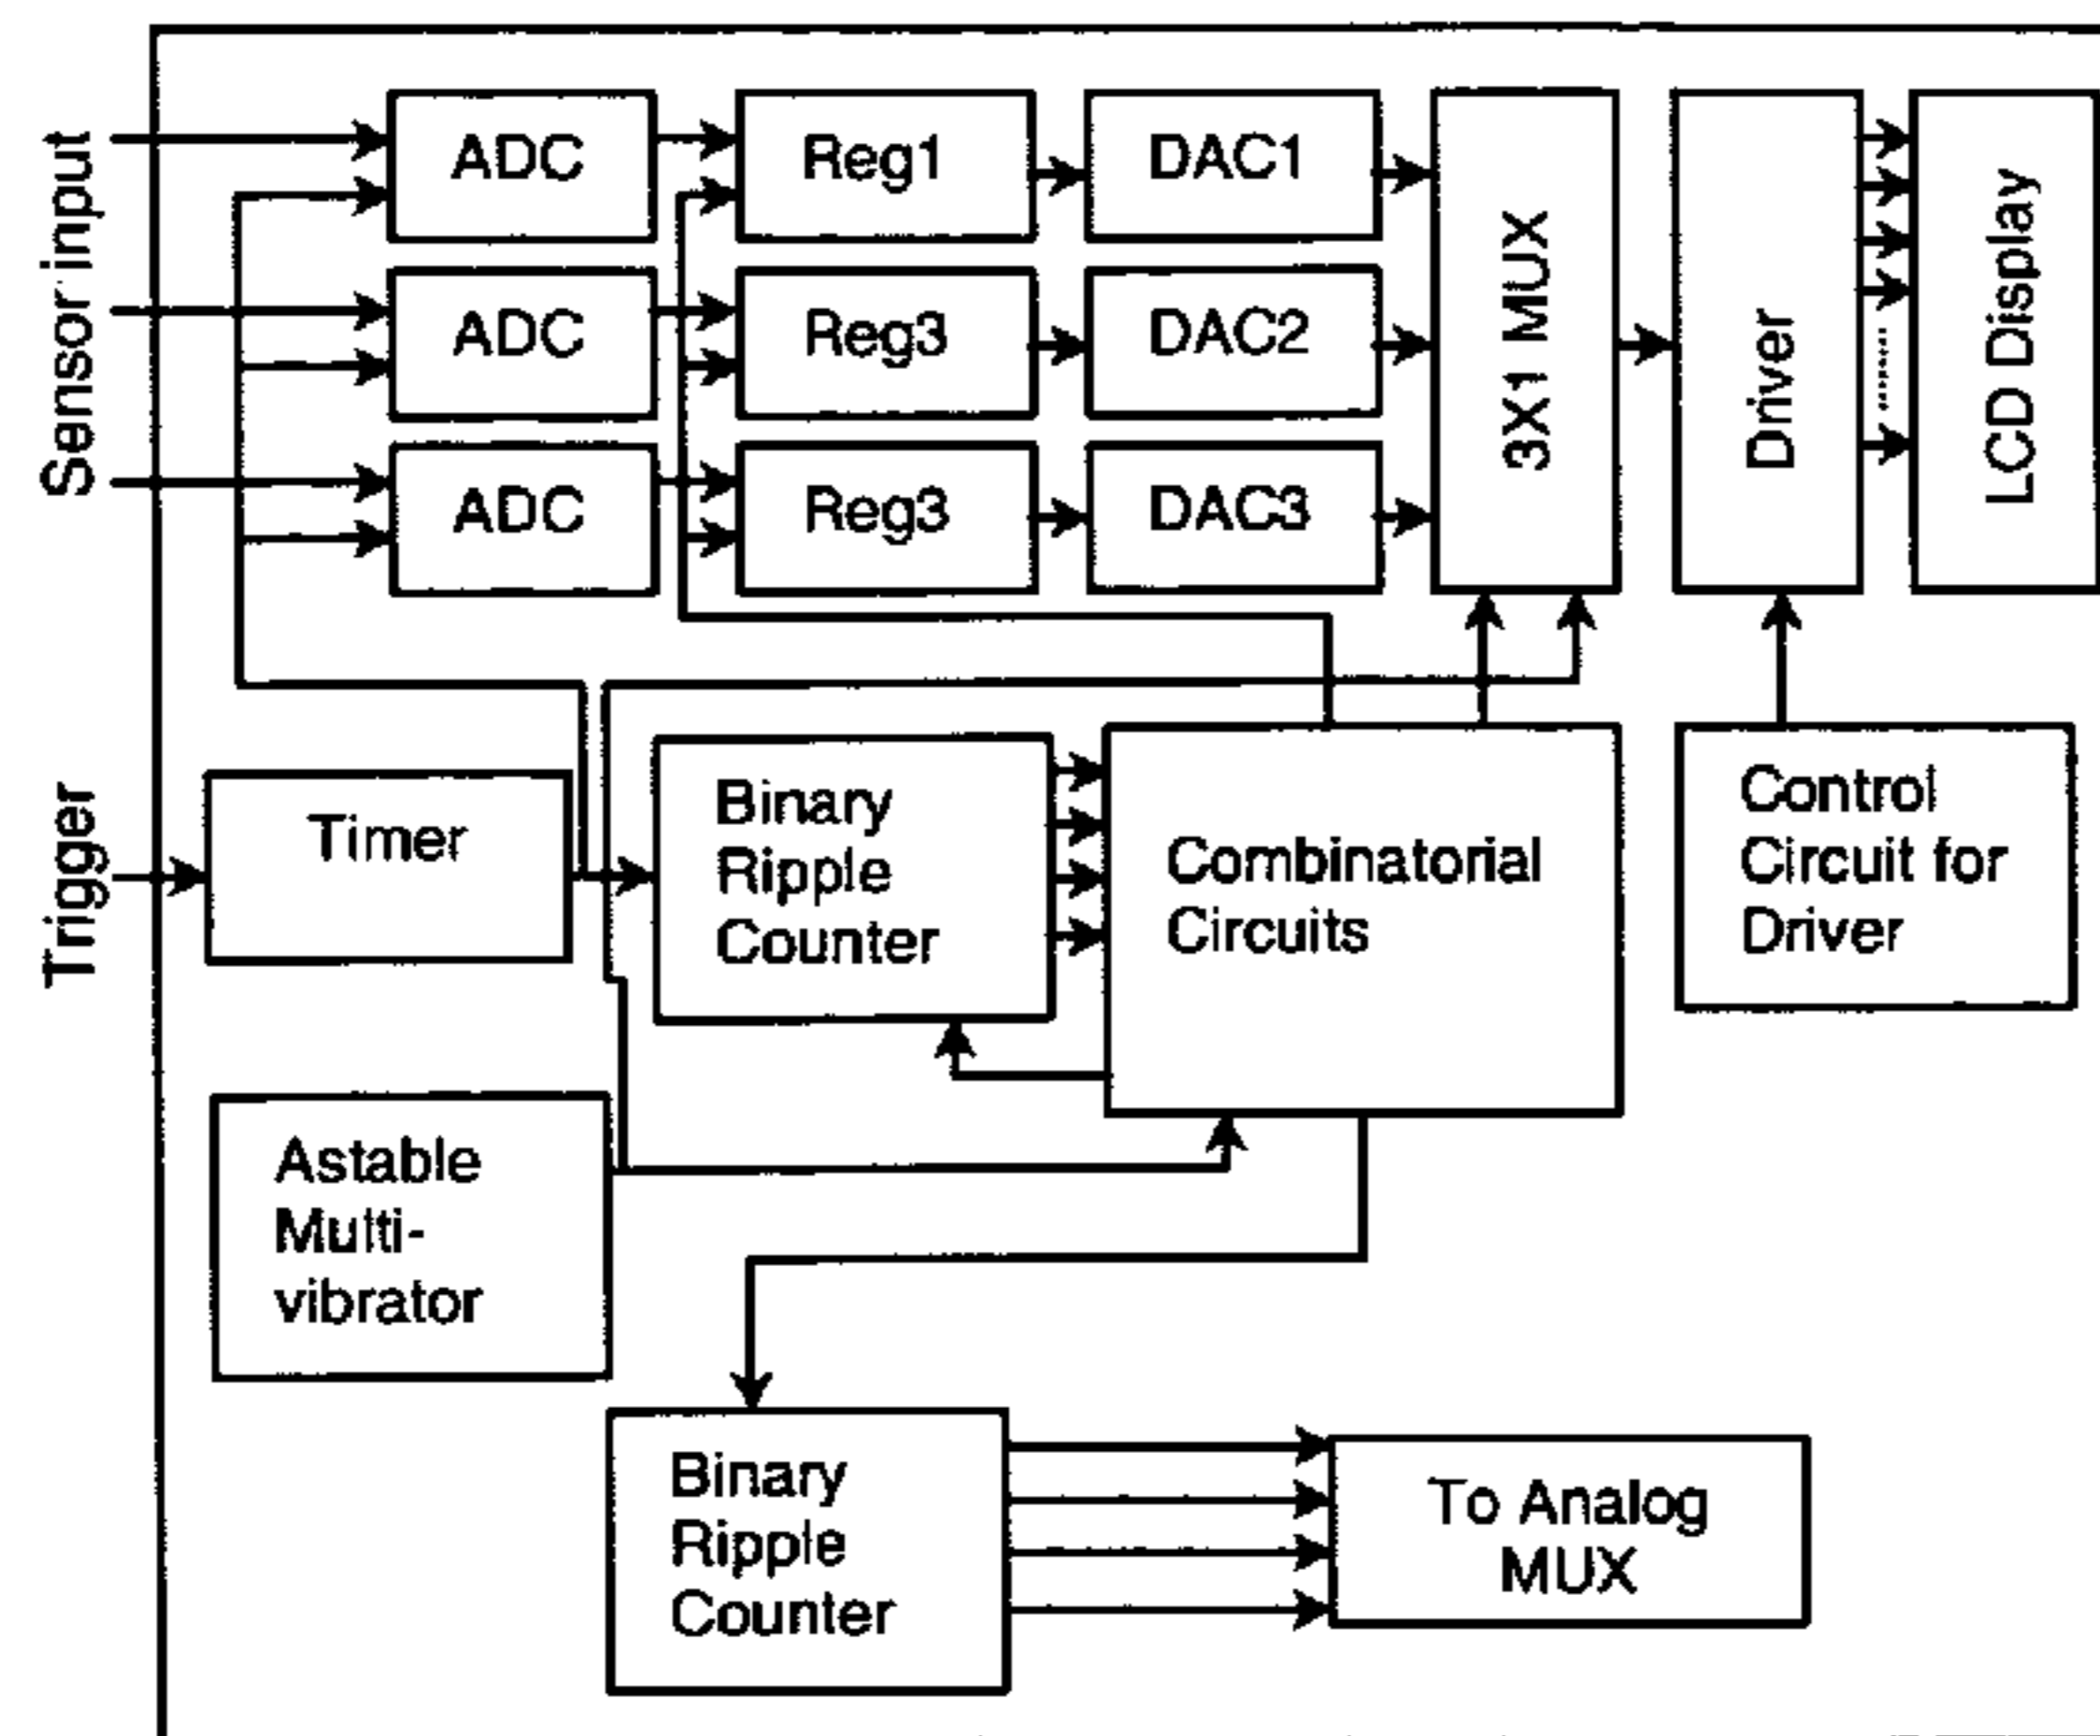 Sensor input
ADC
Reg1
DAC1
ADC
Reg3
DAC2
ADC
Reg3
DAC3
3X1 MUX
Driver
LCD Display
Trigger
Timer
Binary
Ripple
Counter
Combinatorial
Circuits
Control
Circuit for
Driver
Astable
Multi-
vibrator
Binary
Ripple
Counter
To Analog
MUX